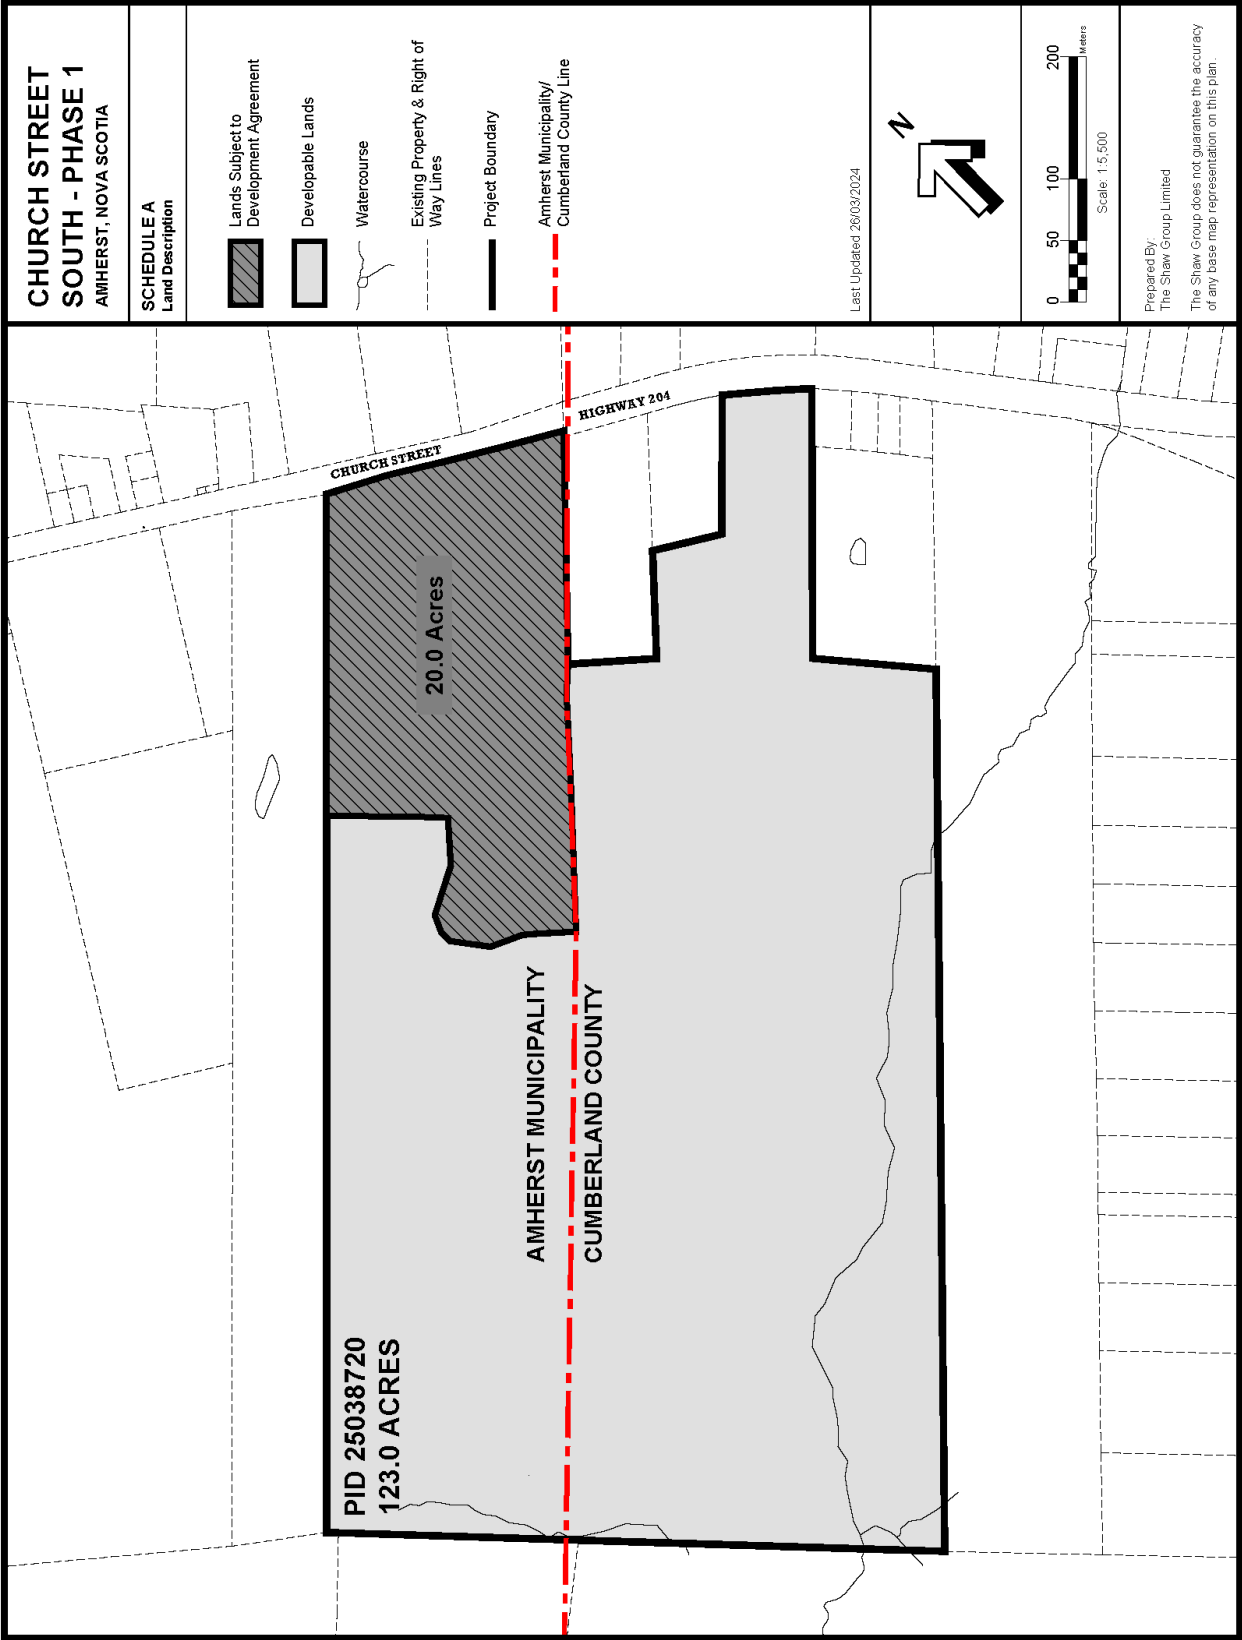 CHURCH STREET
SOUTH - PHASE 1
AMHERST, NOVA SCOTIA
SCHEDULE A
Land Description
Lands Subject to
Development Agreement
Developable Lands
Watercourse
Existing Property & Right of
Way Lines
Project Boundary
Amherst Municipality/
Cumberland County Line
Last Updated 26/03/2024
N
0 50 100 200
Meters
Scale: 1:5,500
Prepared By:
The Shaw Group Limited
The Shaw Group does not guarantee the accuracy
of any base map representation on this plan.
CHURCH STREET
HIGHWAY 204
20.0 Acres
AMHERST MUNICIPALITY
CUMBERLAND COUNTY
PID 25038720
123.0 ACRES